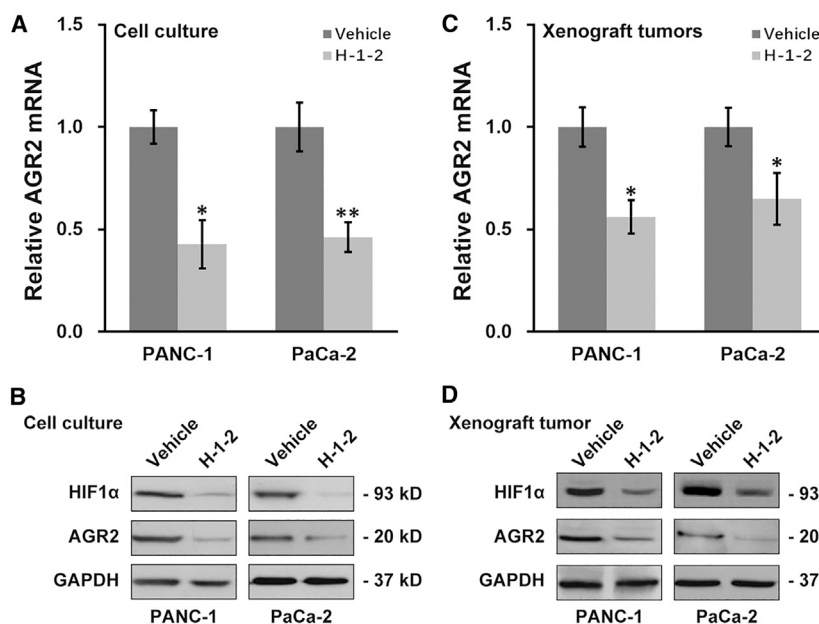 A
Cell culture
Vehicle
H-1-2
Relative AGR2 mRNA
1.5
1.0
0.5
0.0
*
**
PANC-1 PaCa-2
C
Xenograft tumors
Vehicle
H-1-2
Relative AGR2 mRNA
1.5
1.0
0.5
0.0
*
*
PANC-1 PaCa-2
B
Cell culture
Vehicle H-1-2 Vehicle H-1-2
HIF1α - 93 kD
AGR2 - 20 kD
GAPDH - 37 kD
PANC-1 PaCa-2
D
Xenograft tumor
Vehicle H-1-2 Vehicle H-1-2
HIF1α - 93
AGR2 - 20
GAPDH - 37
PANC-1 PaCa-2